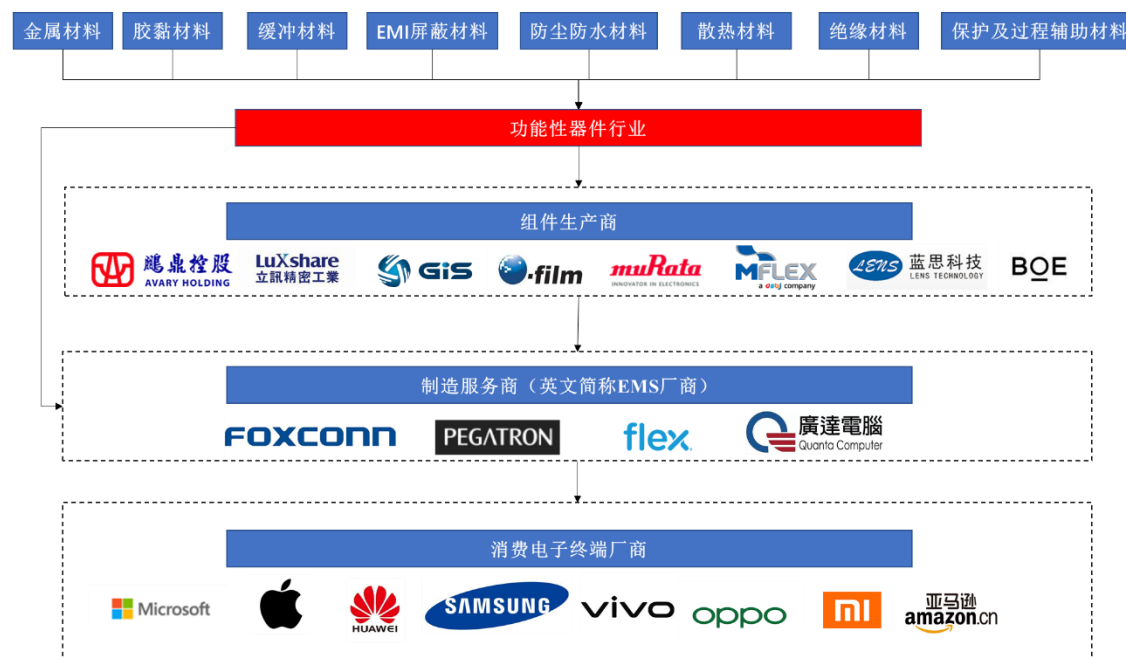 金属材料
胶黏材料
缓冲材料
EMI屏蔽材料
防尘防水材料
散热材料
绝缘材料
保护及过程辅助材料
功能性器件行业
组件生产商
鵬鼎控股
AVARY HOLDING
LuXshare
立訊精密工業
GiS
.film
muRata
INNOVATOR IN ELECTRONICS
MFLEX
a dsbj company
LENS
蓝思科技
LENS TECHNOLOGY
BOE
制造服务商（英文简称EMS厂商）
FOXCONN
PEGATRON
flex
廣達電腦
Quanta Computer
消费电子终端厂商
Microsoft
HUAWEI
SAMSUNG
vivo
oppo
mi
亚马逊
amazon.cn